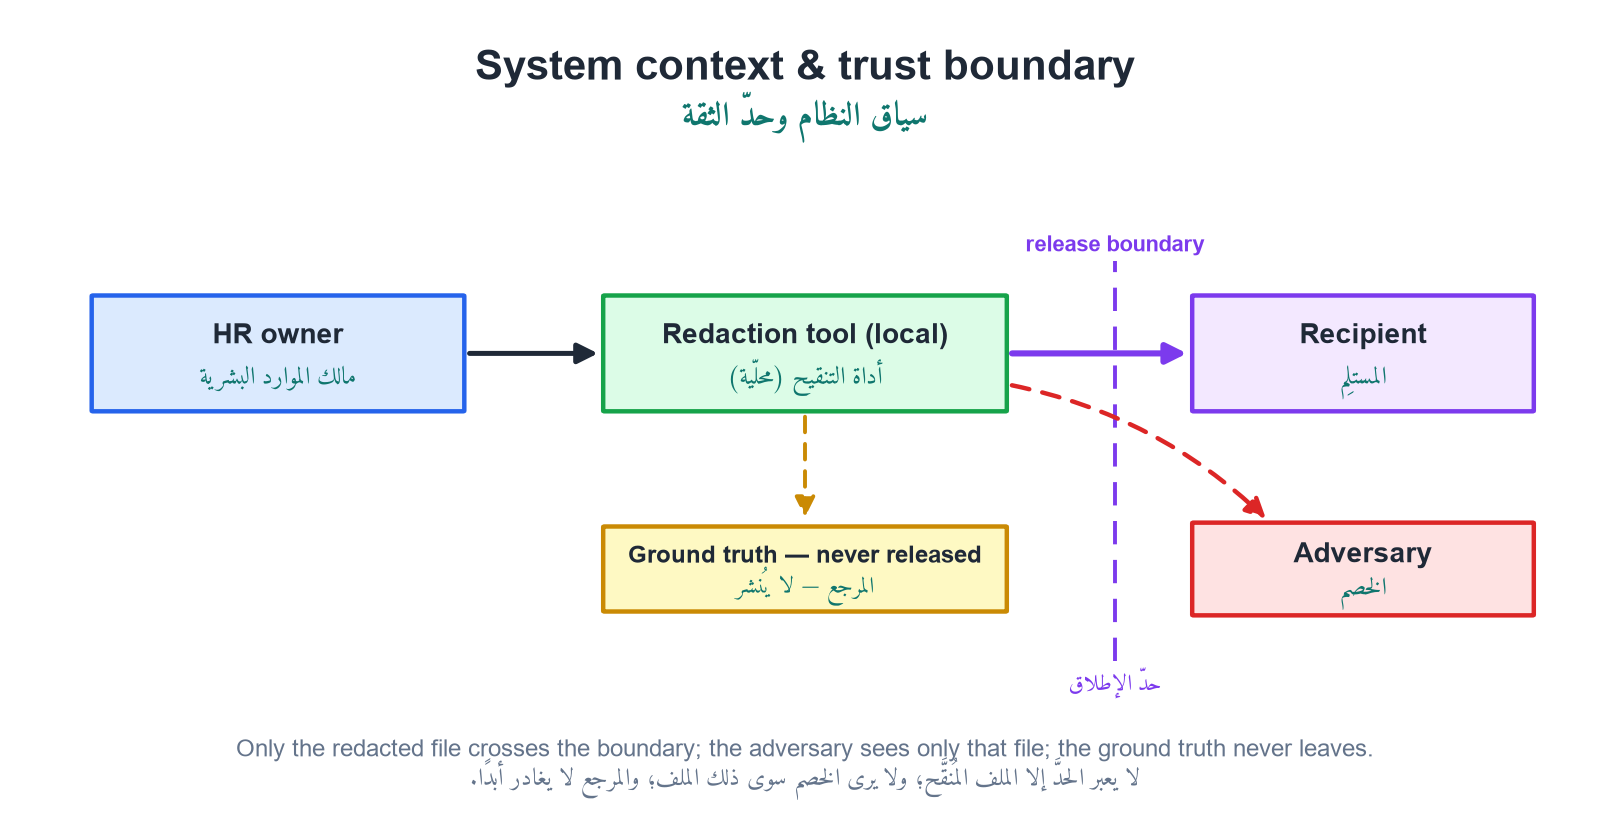 System context & trust boundary
سياق النظام وحدّ الثقة
release boundary
HR owner
مالك الموارد البشرية
Redaction tool (local)
أداة التنقيح (محلّية)
Recipient
المستلِم
Ground truth — never released
المرجع — لا يُنشر
Adversary
الخصم
حدّ الإطلاق
Only the redacted file crosses the boundary; the adversary sees only that file; the ground truth never leaves.
لا يعبر الحدَّ إلا الملف المُنقَّح؛ ولا يرى الخصم سوى ذلك الملف؛ والمرجع لا يغادر أبدًا.